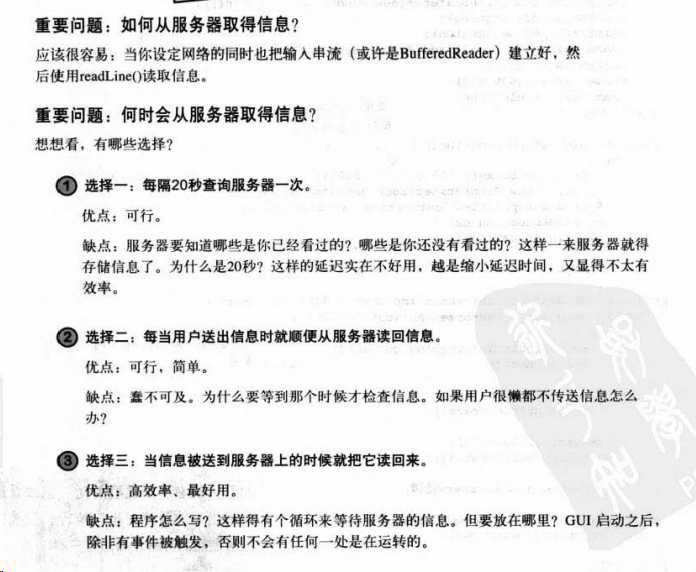 重要问题：如何从服务器取得信息？
应该很容易：当你设定网络的同时也把输入串流（或许是BufferedReader）建立好，然
后使用readLine()读取信息。
重要问题：何时会从服务器取得信息？
想想看，有哪些选择？
① 选择一：每隔20秒查询服务器一次。
优点：可行。
缺点：服务器要知道哪些是你已经看过的？哪些是你还没有看过的？这样一来服务器就得
存储信息了。为什么是20秒？这样的延迟实在不好用，越是缩小延迟时间，又显得不太有
效率。
② 选择二：每当用户送出信息时就顺便从服务器读回信息。
优点：可行，简单。
缺点：蠢不可及。为什么要等到那个时候才检查信息。如果用户很懒都不传送信息怎么
办？
③ 选择三：当信息被送到服务器上的时候就把它读回来。
优点：高效率、最好用。
缺点：程序怎么写？这样得有个循环来等待服务器的信息。但要放在哪里？GUI 启动之后，
除非有事件被触发，否则不会有任何一处是在运转的。